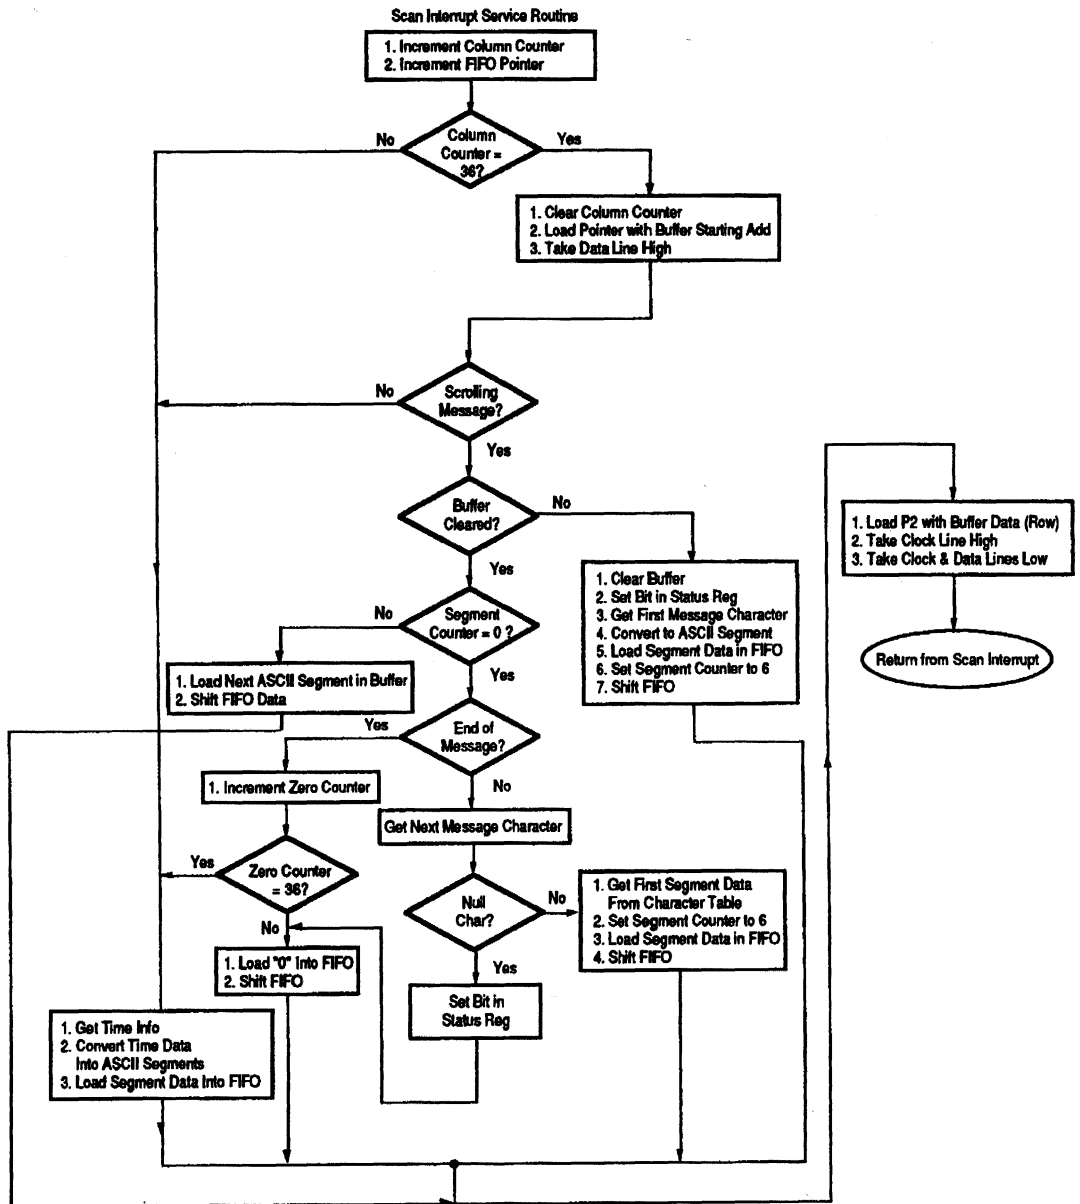 Scan Interrupt Service Routine
1. Increment Column Counter
2. Increment FIFO Pointer
Column
Counter =
36?
No
Yes
1. Clear Column Counter
2. Load Pointer with Buffer Starting Add
3. Take Data Line High
Scrolling
Message?
No
Yes
Buffer
Cleared?
No
Yes
1. Load P2 with Buffer Data (Row)
2. Take Clock Line High
3. Take Clock & Data Lines Low
1. Clear Buffer
2. Set Bit in Status Reg
3. Get First Message Character
4. Convert to ASCII Segment
5. Load Segment Data in FIFO
6. Set Segment Counter to 6
7. Shift FIFO
Return from Scan Interrupt
Segment
Counter = 0 ?
No
Yes
1. Load Next ASCII Segment in Buffer
2. Shift FIFO Data
End of
Message?
Yes
No
1. Increment Zero Counter
Get Next Message Character
Zero Counter
= 36?
Yes
No
Null
Char?
No
Yes
1. Get First Segment Data
From Character Table
2. Set Segment Counter to 6
3. Load Segment Data in FIFO
4. Shift FIFO
1. Load "0" into FIFO
2. Shift FIFO
Set Bit in
Status Reg
1. Get Time Info
2. Convert Time Data
Into ASCII Segments
3. Load Segment Data Into FIFO